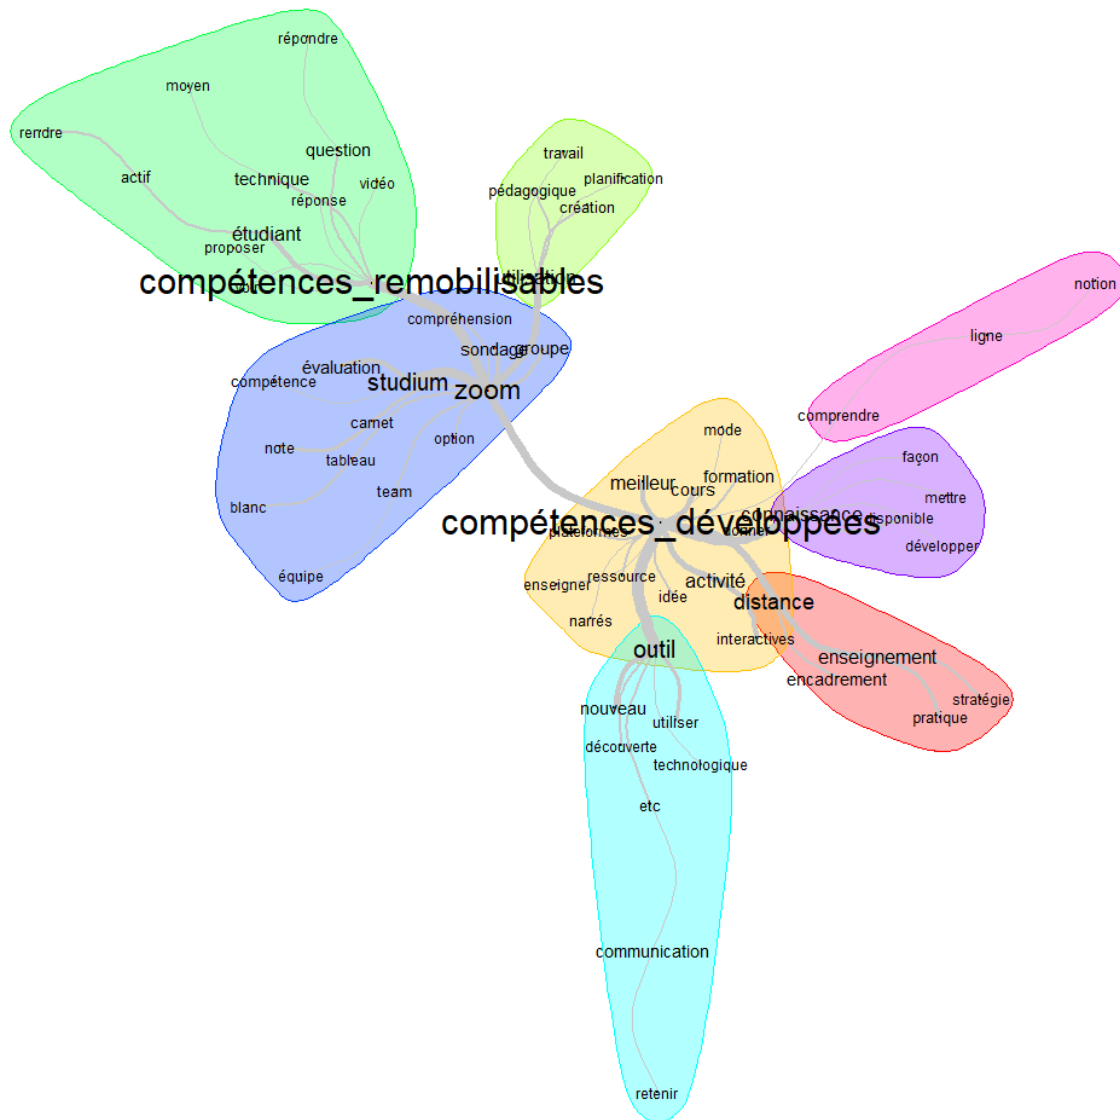 répondre
moyen
rendre
question
actif
technique
vidéo
réponse
étudiant
proposer
compétences_remobilisables
travail
planification
pédagogique
création
utilisation
compréhension
sondage
groupe
évaluation
compétence
studium
zoom
carnet
option
note
tableau
team
blanc
équipe
notion
ligne
comprendre
mode
formation
meilleur
cours
façon
mettre
connaissance
disponible
compétences_développées
donner
plateformes
développer
ressource
enseigner
activité
idée
distance
narrés
interactives
outil
enseignement
encadrement
stratégie
pratique
nouveau
utiliser
découverte
technologique
etc
communication
retenir